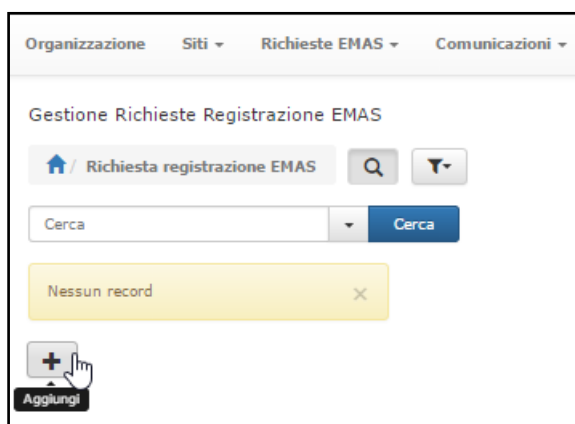 Organizzazione Siti Richieste EMAS Comunicazioni
Gestione Richieste Registrazione EMAS
/ Richiesta registrazione EMAS
Cerca Cerca
Nessun record ×
Aggiungi